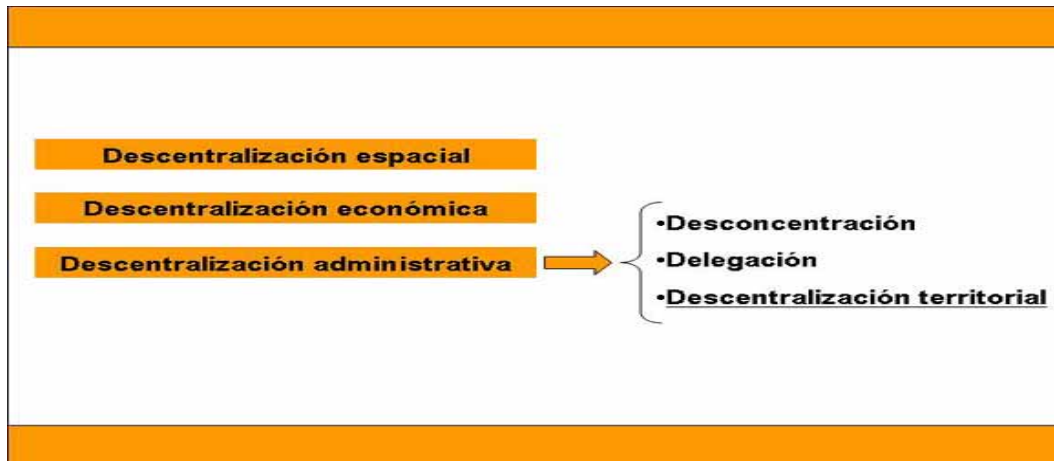 Descentralización espacial
Descentralización económica
Descentralización administrativa
•Desconcentración
•Delegación
•Descentralización territorial